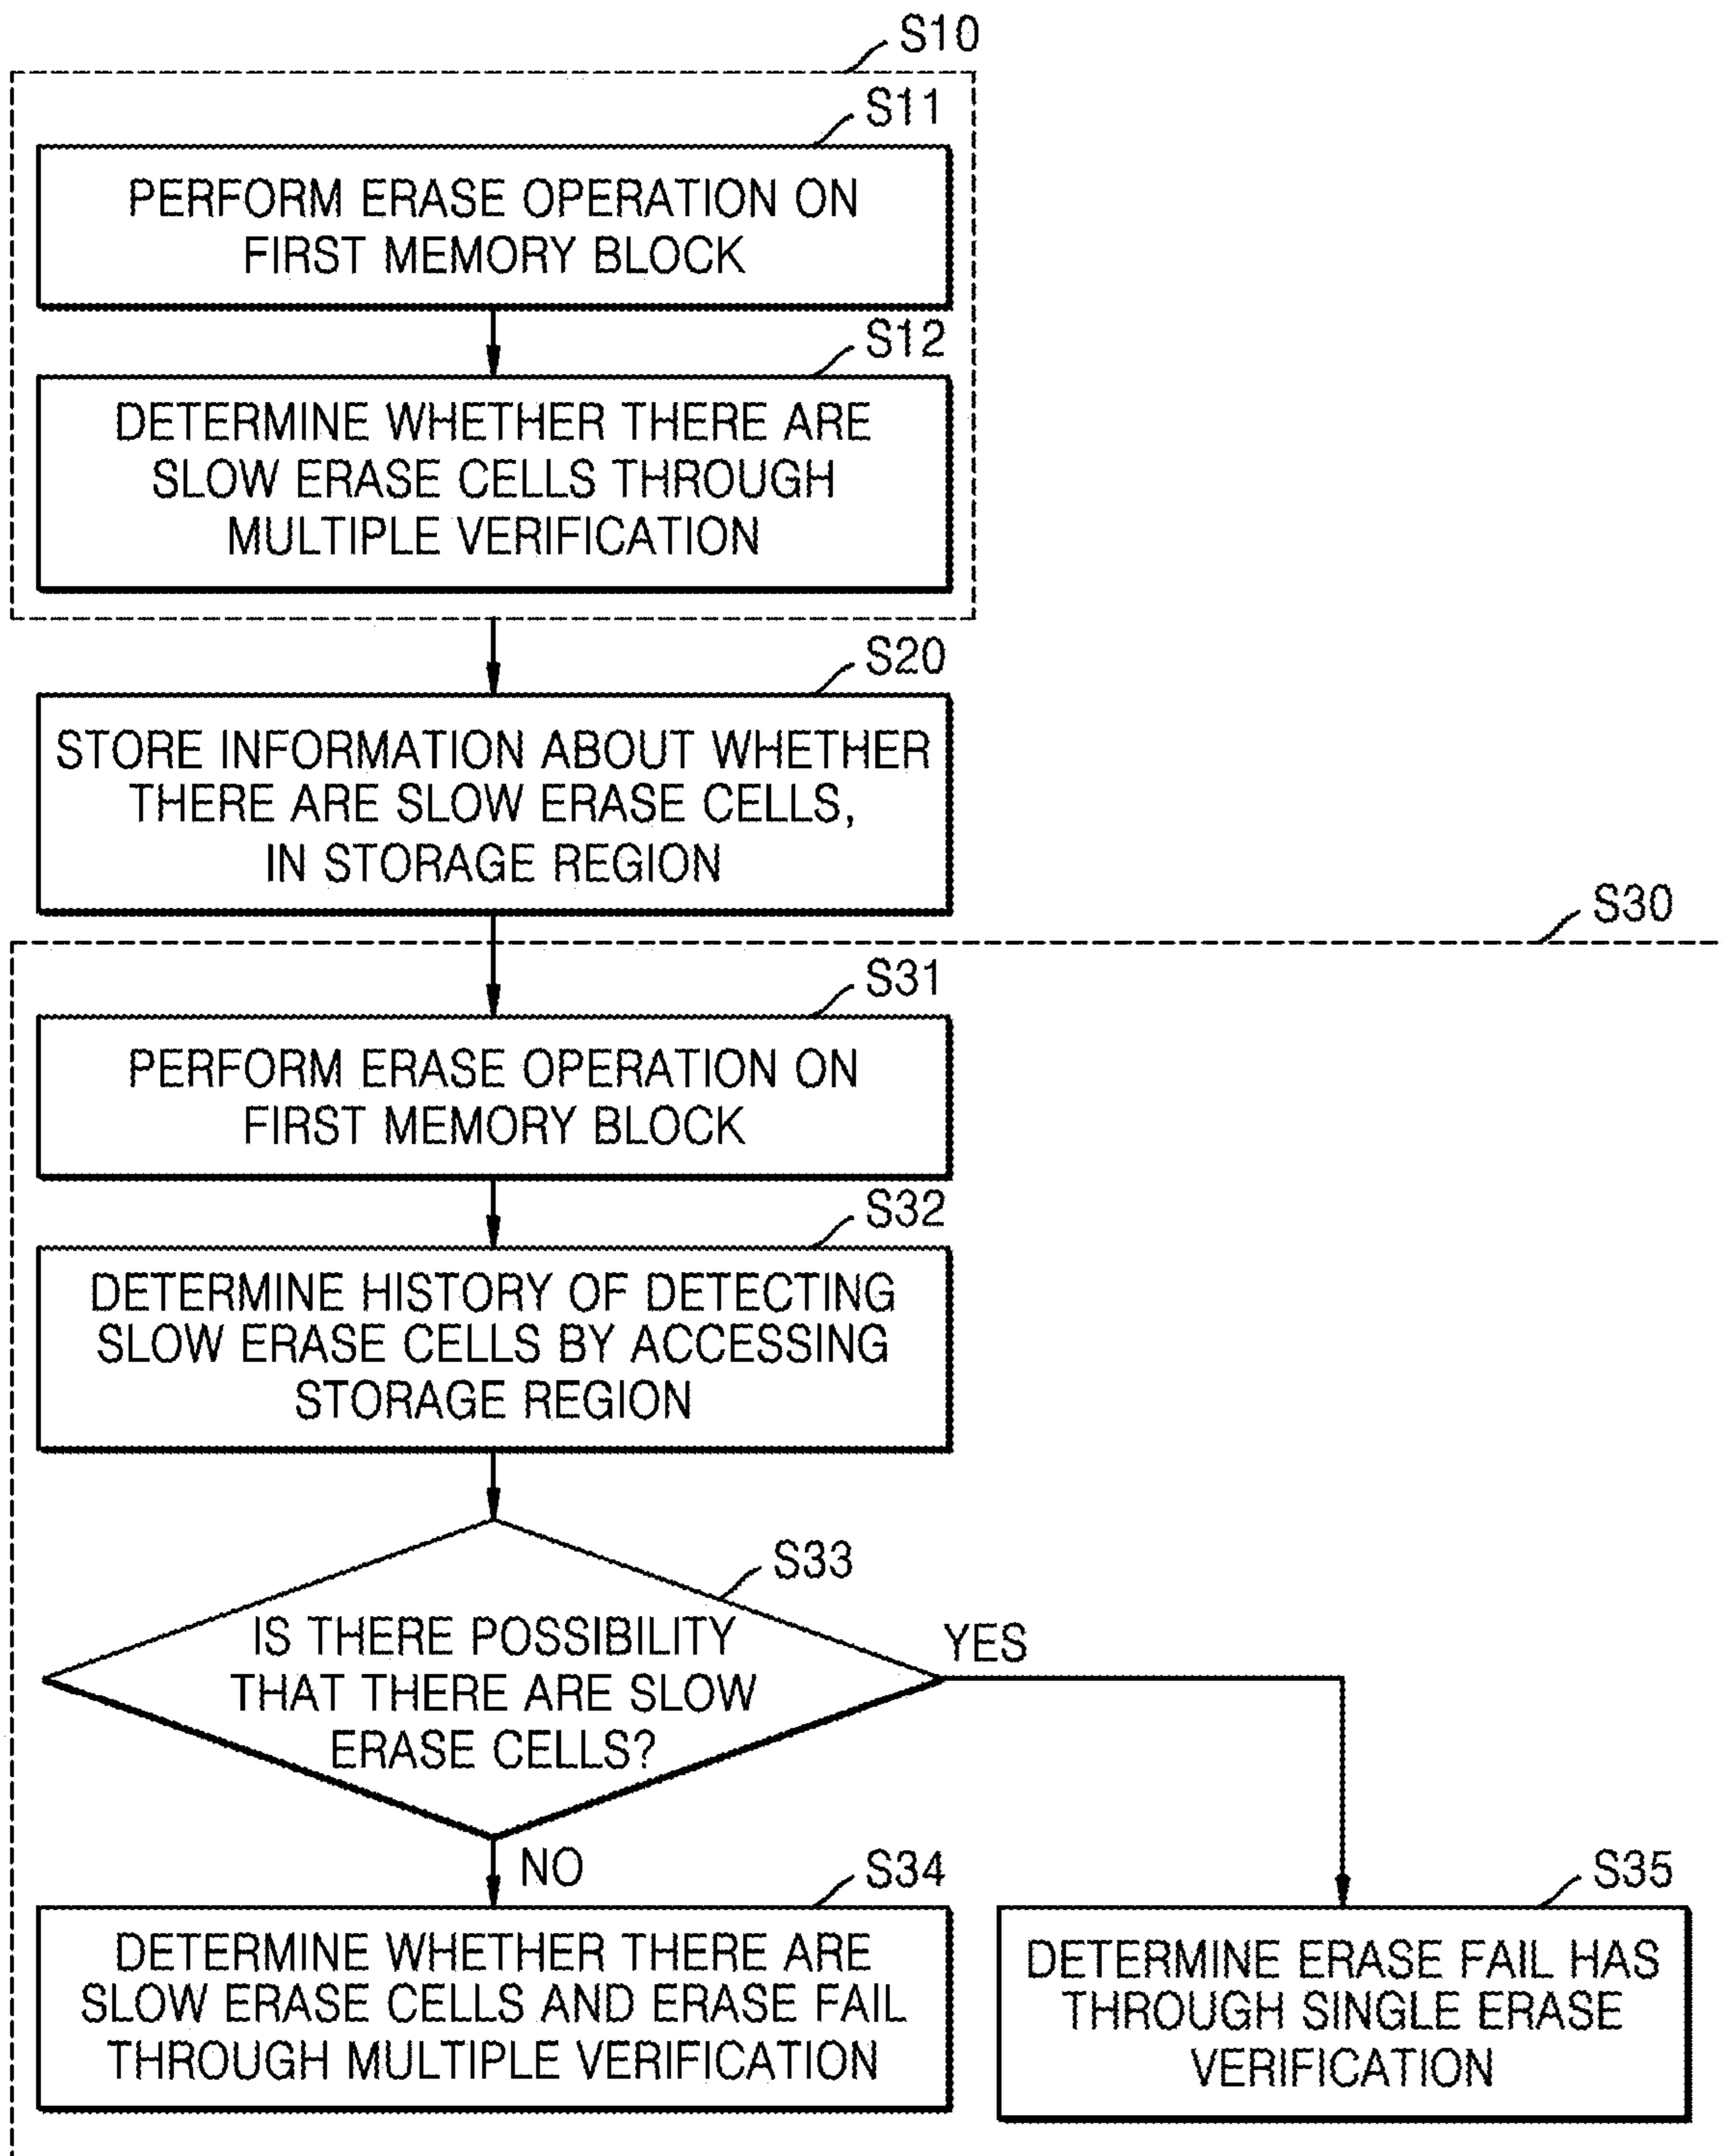 S10
S11
PERFORM ERASE OPERATION ON
FIRST MEMORY BLOCK
S12
DETERMINE WHETHER THERE ARE
SLOW ERASE CELLS THROUGH
MULTIPLE VERIFICATION
S20
STORE INFORMATION ABOUT WHETHER
THERE ARE SLOW ERASE CELLS,
IN STORAGE REGION
S30
S31
PERFORM ERASE OPERATION ON
FIRST MEMORY BLOCK
S32
DETERMINE HISTORY OF DETECTING
SLOW ERASE CELLS BY ACCESSING
STORAGE REGION
S33
IS THERE POSSIBILITY
THAT THERE ARE SLOW
ERASE CELLS?
YES
NO
S34
DETERMINE WHETHER THERE ARE
SLOW ERASE CELLS AND ERASE FAIL
THROUGH MULTIPLE VERIFICATION
S35
DETERMINE ERASE FAIL HAS
THROUGH SINGLE ERASE
VERIFICATION